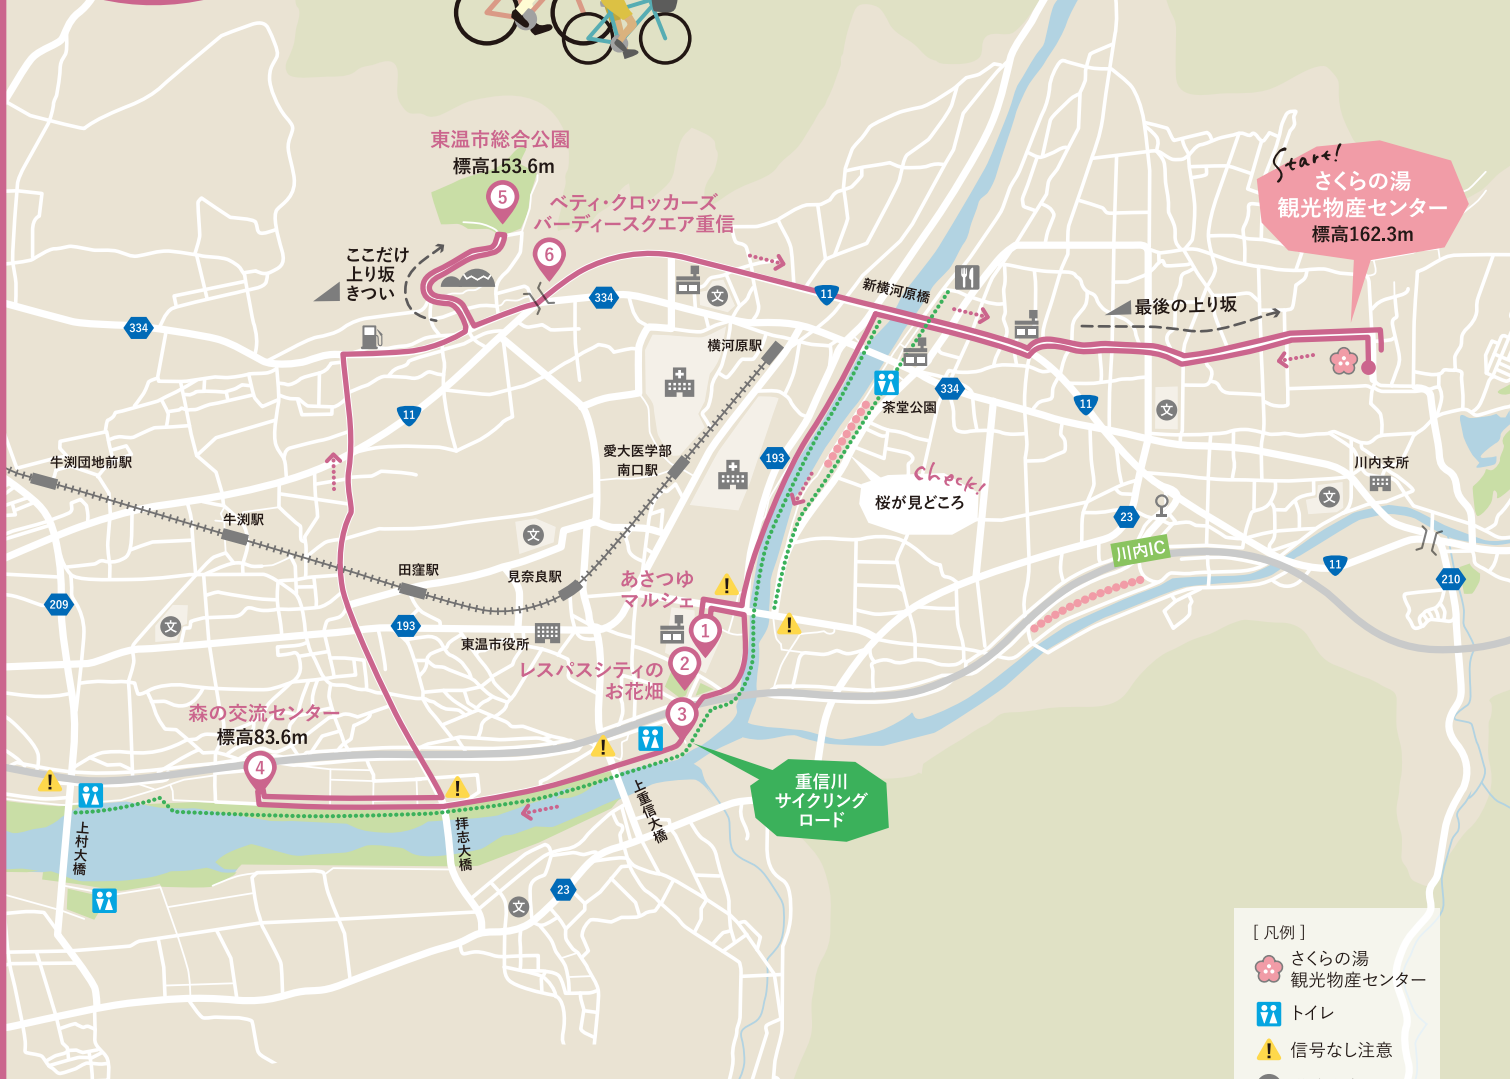 東温市総合公園
標高153.6m
5
ベティ・クロッカーズ
バーディースクエア重信
6
ここだけ
上り坂
きつい
Start!
さくらの湯
観光物産センター
標高162.3m
新横河原橋
最後の上り坂
11
334
334
文
横河原駅
334
茶堂公園
11
11
文
愛大医学部
南口駅
193
check!
桜が見どころ
川内支所
文
牛渕団地前駅
牛渕駅
文
23
川内IC
11
210
田窪駅
見奈良駅
あさつゆ
マルシェ
1
209
文
193
東温市役所
2
レスパスシティの
お花畑
3
森の交流センター
標高83.6m
4
重信川
サイクリング
ロード
上重信大橋
拝志大橋
上村大橋
23
文
[ 凡例 ]
さくらの湯
観光物産センター
トイレ
信号なし注意